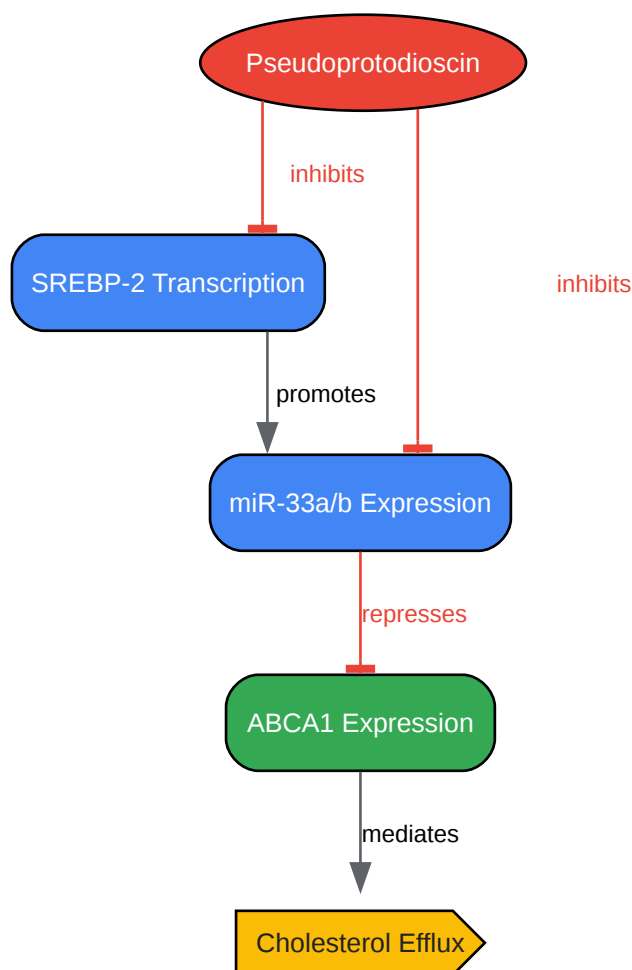 Pseudoprotodioscin
inhibits
SREBP-2 Transcription
inhibits
promotes
miR-33a/b Expression
represses
ABCA1 Expression
mediates
Cholesterol Efflux